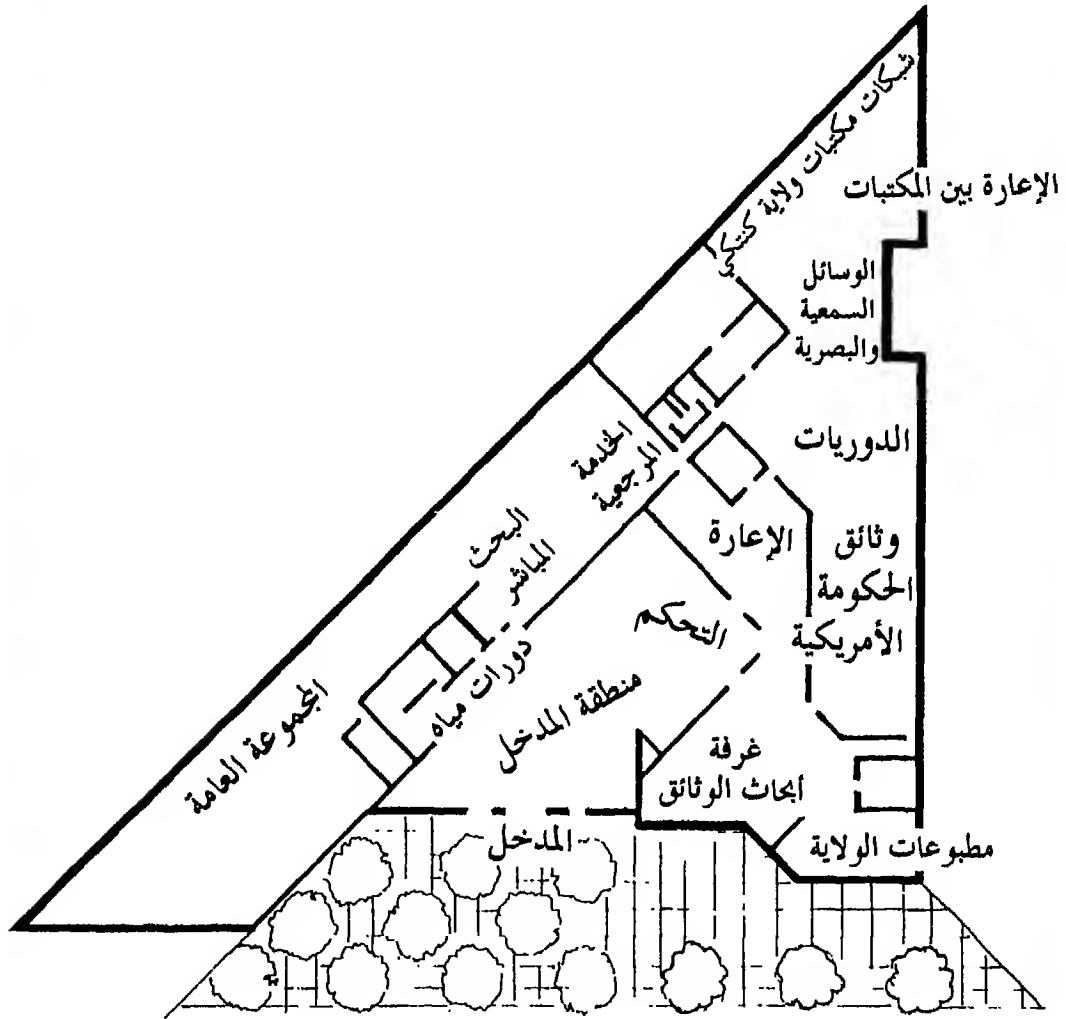 شبكات مكتبات ولاية كنتكي
الإعارة بين المكتبات
الوسائل
السمعية
والبصرية
الدوريات
الخدمة
المرجعية
الإعارة
وثائق
الحكومة
الأمريكية
البحث
المباشر
التحكم
دورات مياه
منطقة المدخل
المجموعة العامة
غرفة
أبحاث الوثائق
المدخل
مطبوعات الولاية